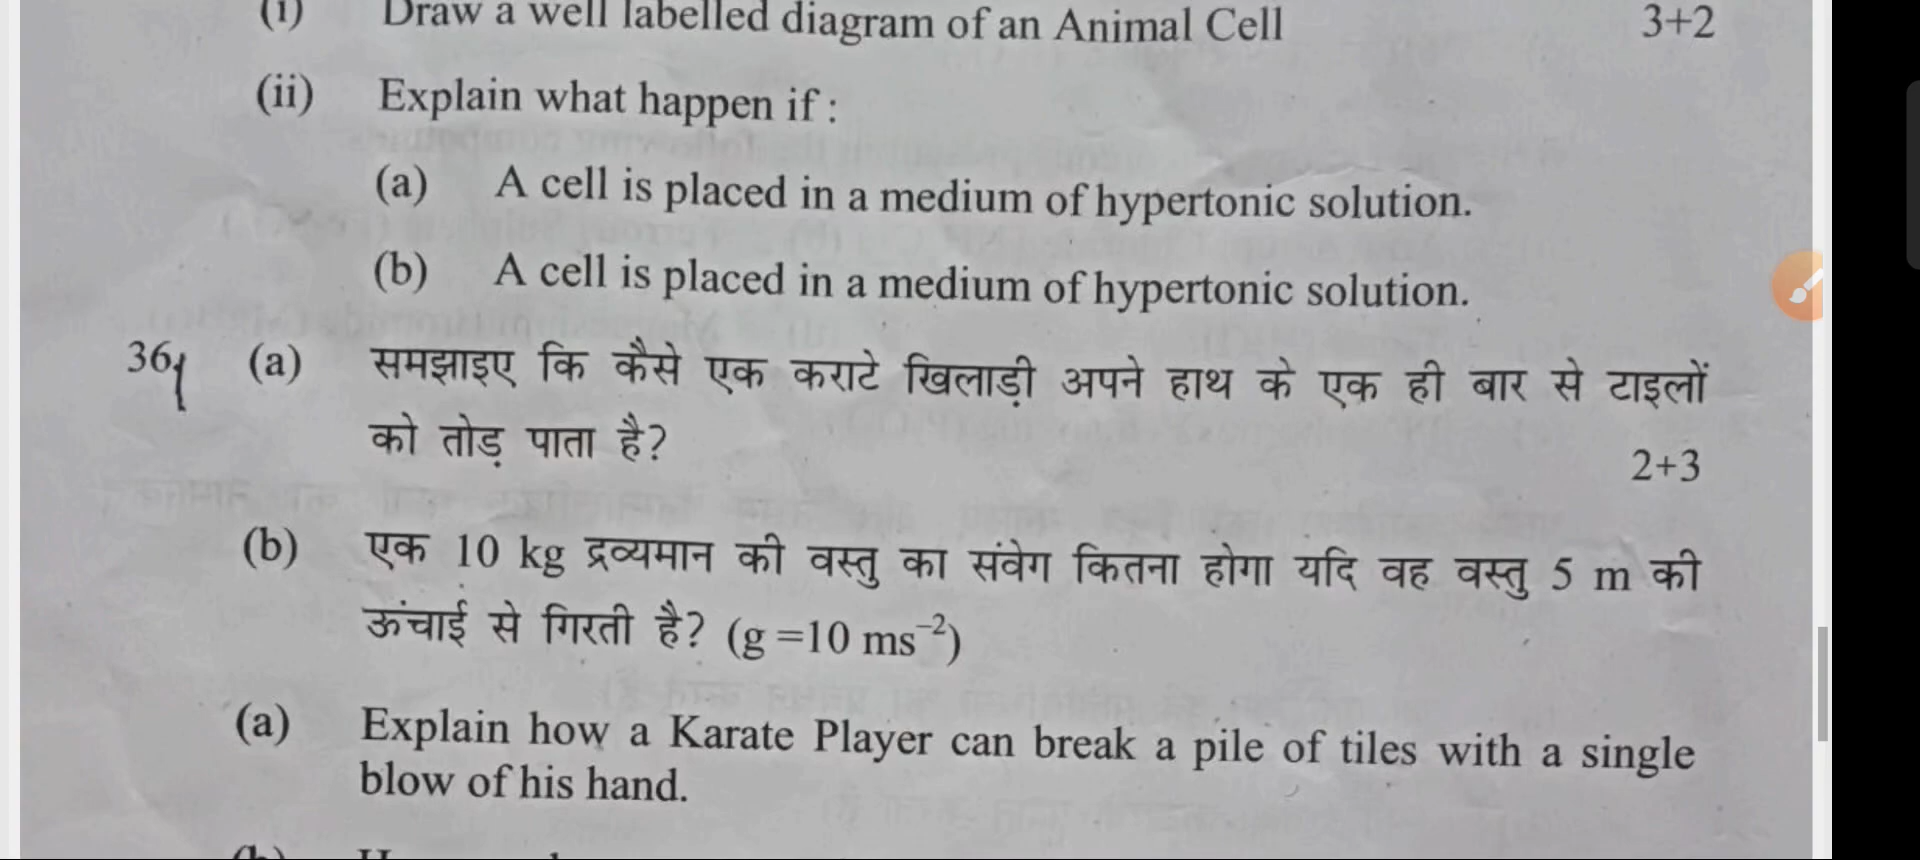 (i) Draw a well labelled diagram of an Animal Cell 3+2
(ii) Explain what happen if :
(a) A cell is placed in a medium of hypertonic solution.
(b) A cell is placed in a medium of hypertonic solution.
36. (a) समझाइए कि कैसे एक कराटे खिलाड़ी अपने हाथ के एक ही बार से टाइलों
को तोड़ पाता है?
2+3
(b) एक 10 kg द्रव्यमान की वस्तु का संवेग कितना होगा यदि वह वस्तु 5 m की
ऊंचाई से गिरती है? (g =10 ms⁻²)
(a) Explain how a Karate Player can break a pile of tiles with a single
blow of his hand.